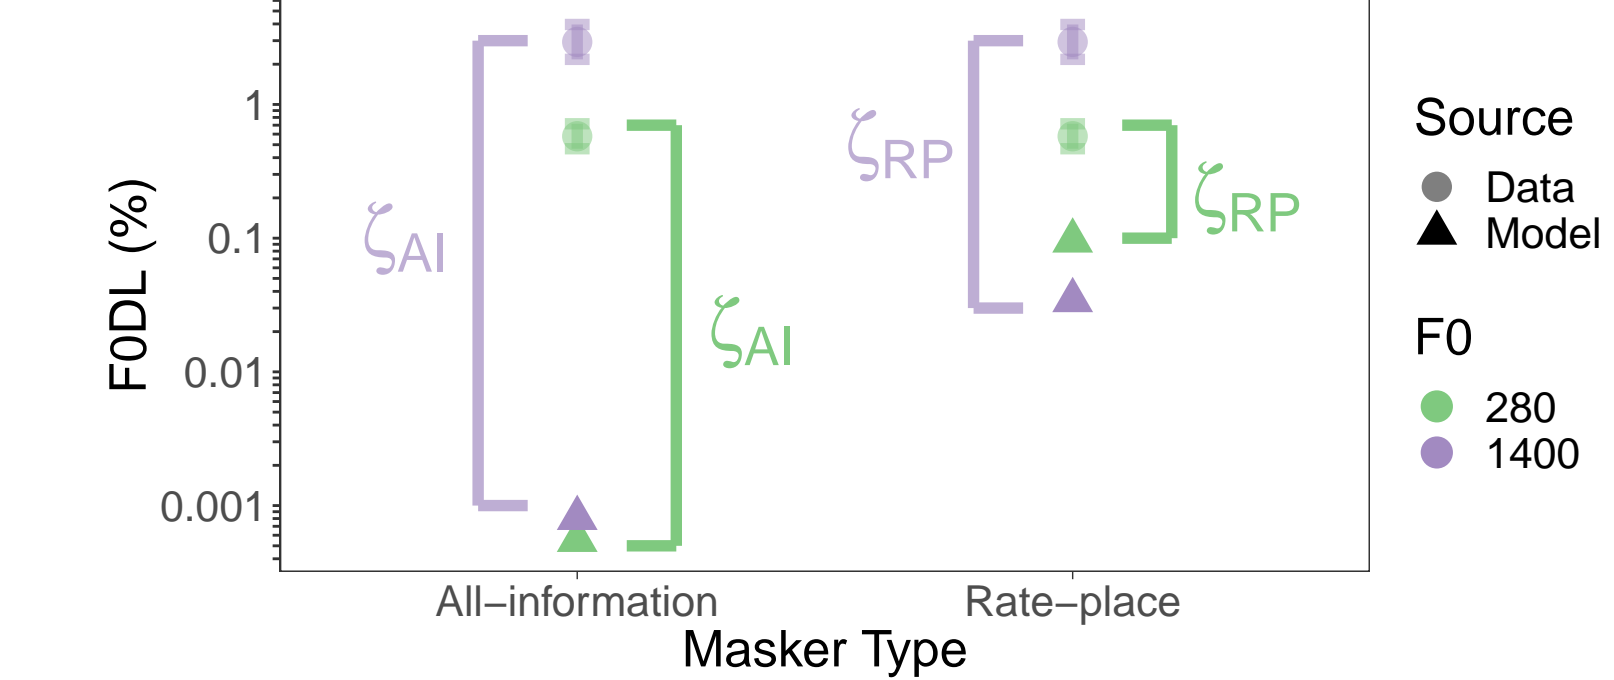 1
0.1
0.01
0.001
F0DL (%)
ζAI
ζAI
ζRP
ζRP
All−information
Rate−place
Masker Type
Source
Data
Model
F0
280
1400